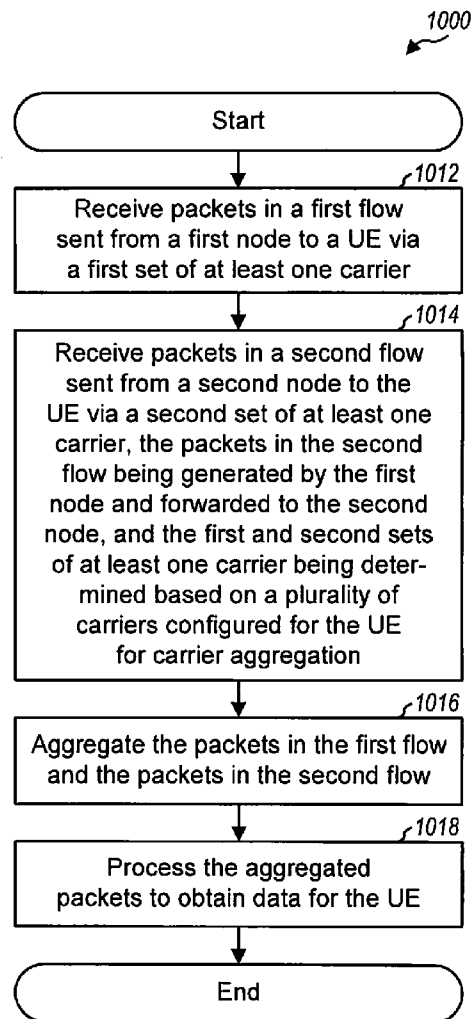 1000
Start
1012
Receive packets in a first flow
sent from a first node to a UE via
a first set of at least one carrier
1014
Receive packets in a second flow
sent from a second node to the
UE via a second set of at least one
carrier, the packets in the second
flow being generated by the first
node and forwarded to the second
node, and the first and second sets
of at least one carrier being deter-
mined based on a plurality of
carriers configured for the UE
for carrier aggregation
1016
Aggregate the packets in the first flow
and the packets in the second flow
1018
Process the aggregated
packets to obtain data for the UE
End